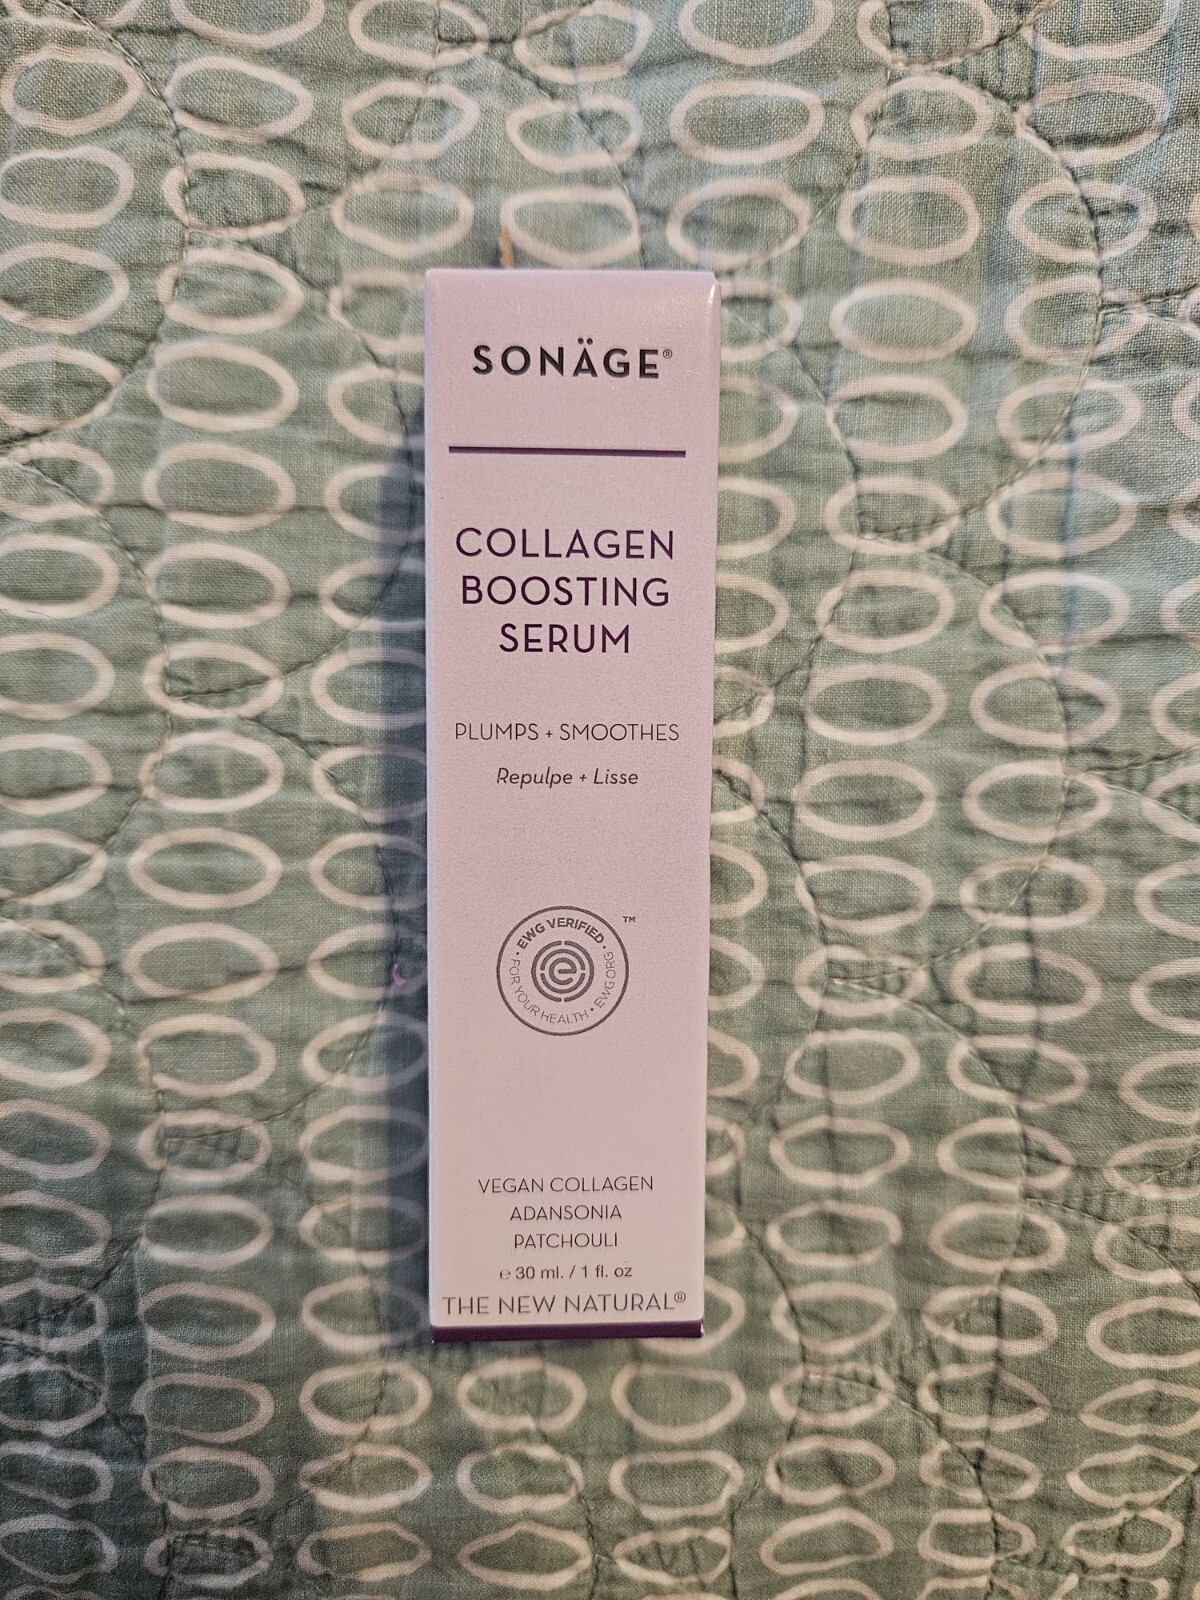 SONÄGE®
COLLAGEN
BOOSTING
SERUM
PLUMPS + SMOOTHES
Repulpe + Lisse
• EWG VERIFIED • ™
FOR YOUR HEALTH • EWG.ORG
e
VEGAN COLLAGEN
ADANSONIA
PATCHOULI
℮ 30 ml. / 1 fl. oz
THE NEW NATURAL®